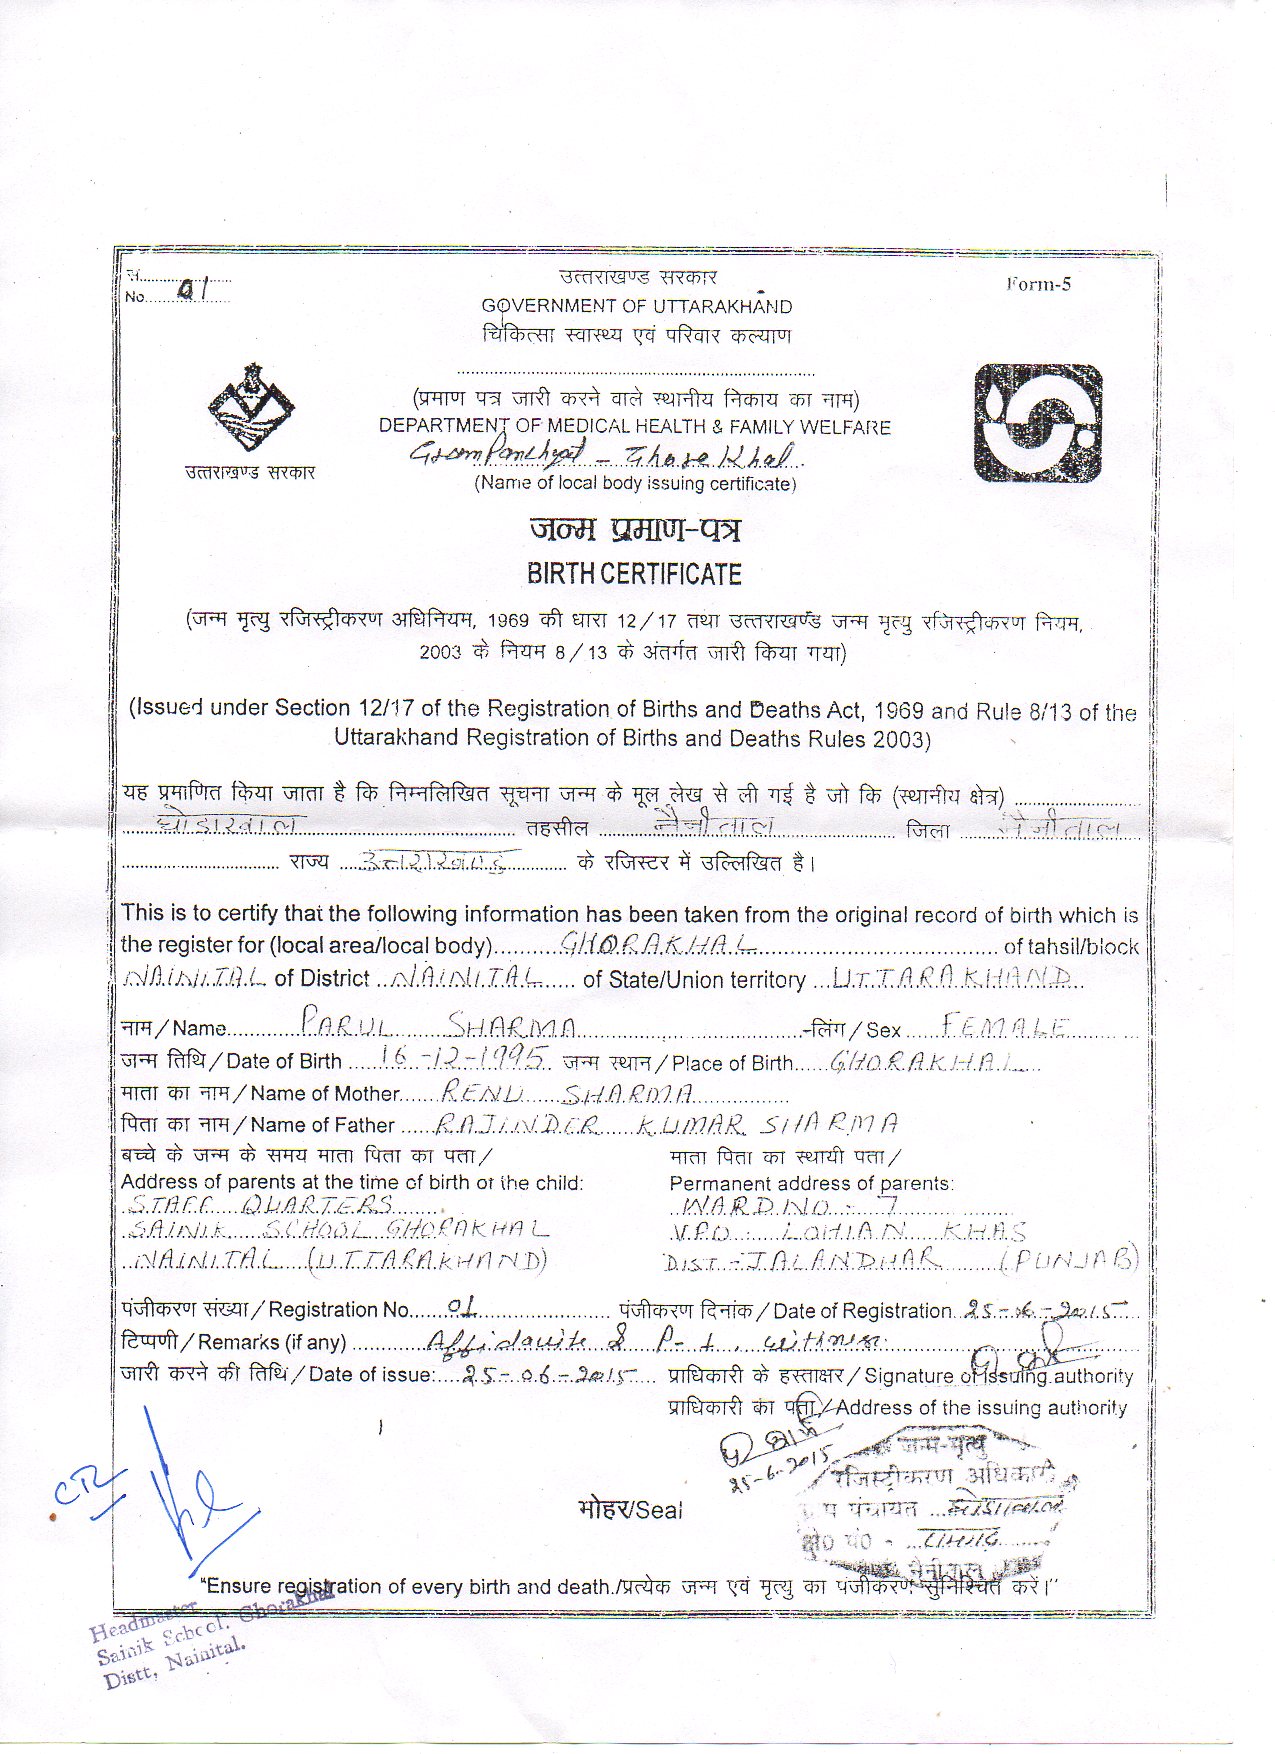 सं.....................
No. 01
Form-5
उत्तराखण्ड सरकार
GOVERNMENT OF UTTARAKHAND
चिकित्सा स्वास्थ्य एवं परिवार कल्याण
(प्रमाण पत्र जारी करने वाले स्थानीय निकाय का नाम)
DEPARTMENT OF MEDICAL HEALTH & FAMILY WELFARE
उत्तराखण्ड सरकार
(Name of local body issuing certificate)
जन्म प्रमाण-पत्र
BIRTH CERTIFICATE
(जन्म मृत्यु रजिस्ट्रीकरण अधिनियम, 1969 की धारा 12/17 तथा उत्तराखण्ड जन्म मृत्यु रजिस्ट्रीकरण नियम,
2003 के नियम 8/13 के अंतर्गत जारी किया गया)
(Issued under Section 12/17 of the Registration of Births and Deaths Act, 1969 and Rule 8/13 of the
Uttarakhand Registration of Births and Deaths Rules 2003)
यह प्रमाणित किया जाता है कि निम्नलिखित सूचना जन्म के मूल लेख से ली गई है जो कि (स्थानीय क्षेत्र)
घोडाखाल तहसील नैनीताल जिला नैनीताल
राज्य उत्तराखण्ड के रजिस्टर में उल्लिखित है।
This is to certify that the following information has been taken from the original record of birth which is
the register for (local area/local body) GHORAKHAL of tahsil/block
NAINITAL of District NAINITAL of State/Union territory UTTARAKHAND
नाम/Name PARUL SHARMA लिंग/Sex FEMALE
जन्म तिथि/Date of Birth 16-12-1995 जन्म स्थान/Place of Birth GHORAKHAL
माता का नाम/Name of Mother RENU SHARMA
पिता का नाम/Name of Father RAJINDER KUMAR SHARMA
बच्चे के जन्म के समय माता पिता का पता/ माता पिता का स्थायी पता/
Address of parents at the time of birth of the child: Permanent address of parents:
STAFF QUARTERS WARD NO - 7
SAINIK SCHOOL GHORAKHAL V.P.O LOHIAN KHAS
NAINITAL (UTTARAKHAND) DIST - JALANDHAR (PUNJAB)
पंजीकरण संख्या/Registration No. 01 पंजीकरण दिनांक/Date of Registration 25-06-2015
टिप्पणी/Remarks (if any)
जारी करने की तिथि/Date of issue: 25-06-2015 प्राधिकारी के हस्ताक्षर/Signature of issuing authority
प्राधिकारी का पता/Address of the issuing authority
25-6-2015
जन्म-मृत्यु
रजिस्ट्रीकरण अधिकारी
पंचायत
मोहर/Seal
नैनीताल
"Ensure registration of every birth and death./प्रत्येक जन्म एवं मृत्यु का पंजीकरण सुनिश्चित करें।"
Headmaster
Sainik School, Ghorakhal
Distt, Nainital.